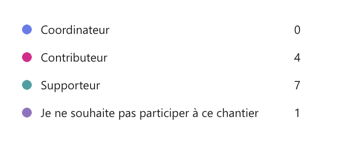 Coordinateur 0
Contributeur 4
Supporteur 7
Je ne souhaite pas participer à ce chantier 1